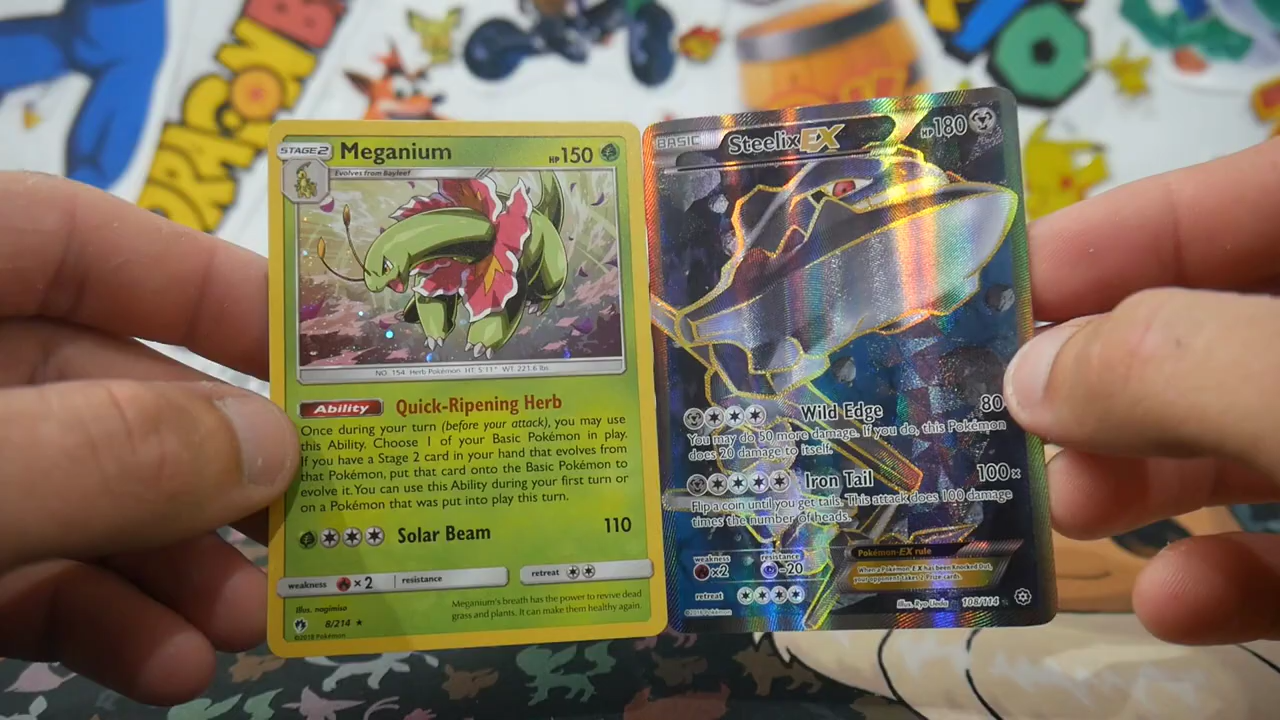 DRAGON B
STAGE2
Meganium
HP 150
Evolves from Bayleef
NO. 154 Herb Pokémon HT: 5'11" WT: 221.6 lbs
Ability Quick-Ripening Herb
Once during your turn (before your attack), you may use
this Ability. Choose 1 of your Basic Pokémon in play.
If you have a Stage 2 card in your hand that evolves from
that Pokémon, put that card onto the Basic Pokémon to
evolve it. You can use this Ability during your first turn or
on a Pokémon that was put into play this turn.
Solar Beam 110
weakness ×2 resistance
retreat
Illus. nagimiso
8/214 ★
©2018 Pokémon
Meganium's breath has the power to revive dead
grass and plants. It can make them healthy again.
BASIC
Steelix EX
HP180
Wild Edge 80
You may do 50 more damage. If you do, this Pokémon
does 20 damage to itself.
Iron Tail 100×
Flip a coin until you get tails. This attack does 100 damage
times the number of heads.
weakness ×2
resistance -20
retreat
Pokémon-EX rule
When a Pokémon-EX has been Knocked Out,
your opponent takes 2 Prize cards.
Illus. Ryo Ueda
108/114